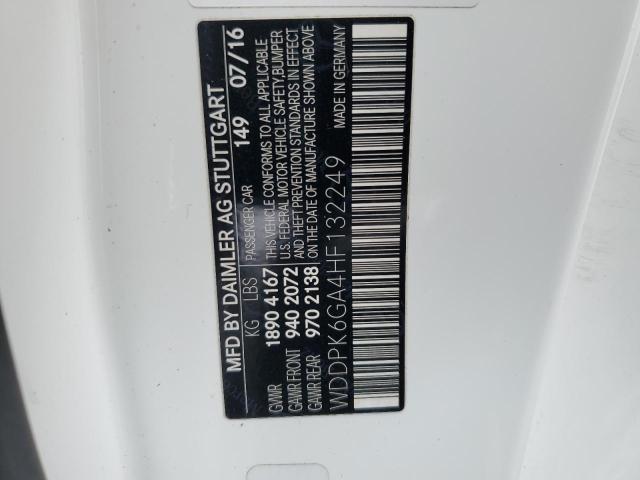 MFD BY DAIMLER AG STUTTGART
149 07/16
KG LBS PASSENGER CAR
GVWR 1890 4167
GAWR FRONT 940 2072
GAWR REAR 970 2138
THIS VEHICLE CONFORMS TO ALL APPLICABLE
U.S. FEDERAL MOTOR VEHICLE SAFETY,BUMPER
AND THEFT PREVENTION STANDARDS IN EFFECT
ON THE DATE OF MANUFACTURE SHOWN ABOVE
WDDPK6GA4HF132249 MADE IN GERMANY